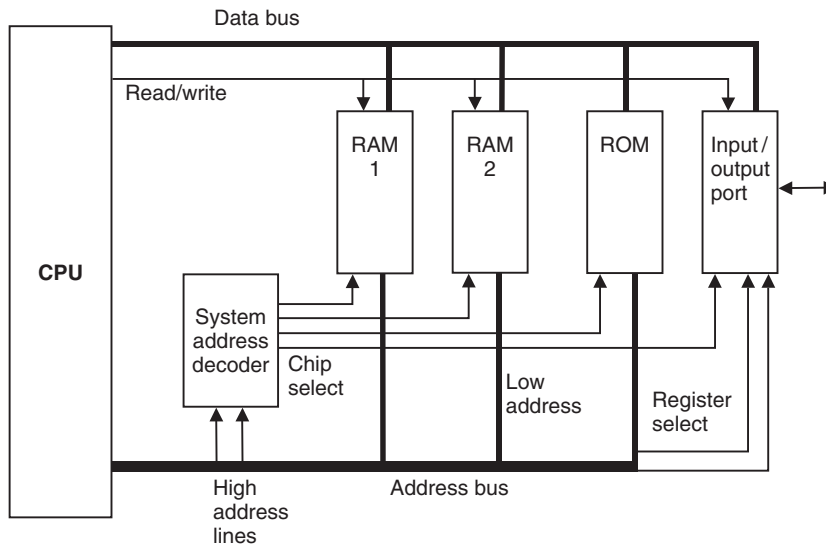 Data bus
Read/write
RAM
1
RAM
2
ROM
Input /
output
port
CPU
System
address
decoder
Chip
select
Low
address
Register
select
Address bus
High
address
lines